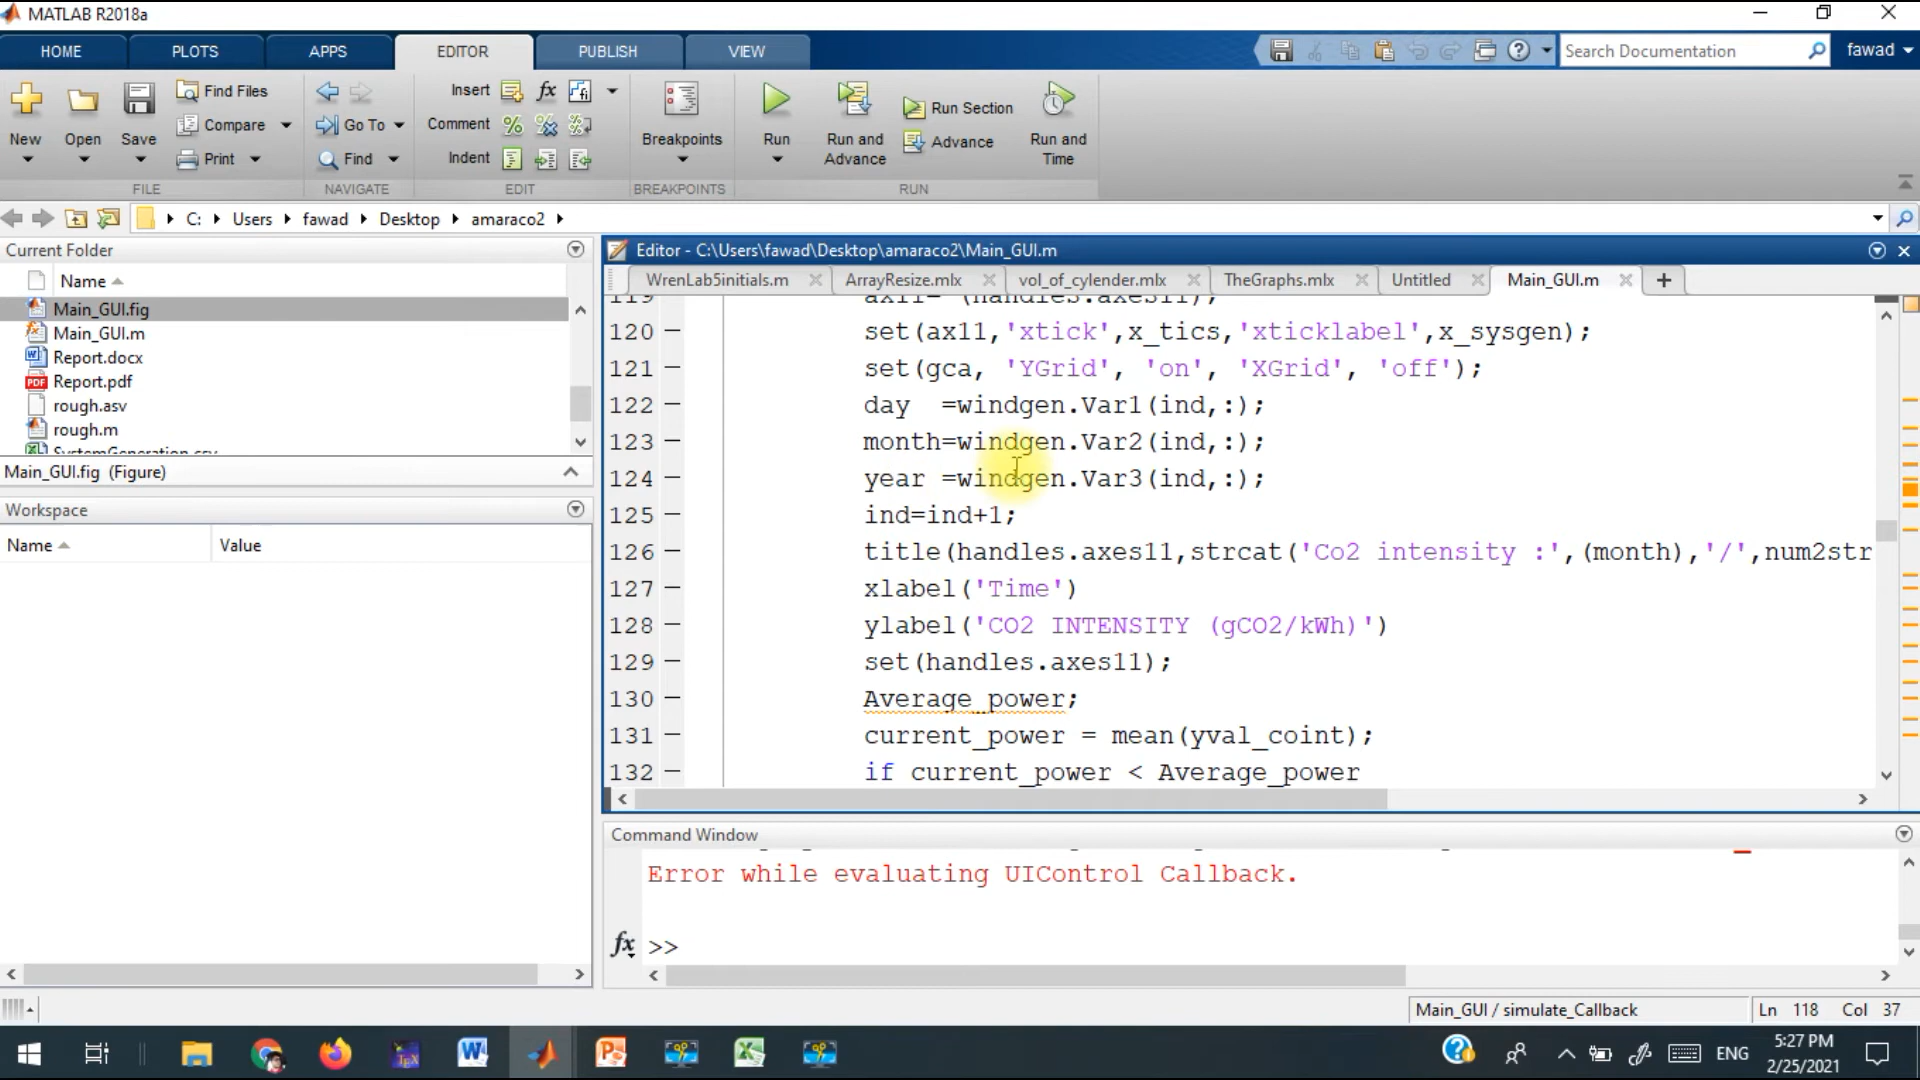 MATLAB R2018a
HOME PLOTS APPS EDITOR PUBLISH VIEW
Search Documentation
fawad
New
Open
Save
Find Files
Compare
Print
Go To
Find
Insert
fx
Comment
Indent
Breakpoints
Run
Run and Advance
Run Section
Advance
Run and Time
FILE NAVIGATE EDIT BREAKPOINTS RUN
C: Users fawad Desktop amaraco2
Current Folder
Name
Main_GUI.fig
Main_GUI.m
Report.docx
Report.pdf
rough.asv
rough.m
SystemGeneration.csv
Main_GUI.fig (Figure)
Workspace
Name Value
Editor - C:\Users\fawad\Desktop\amaraco2\Main_GUI.m
WrenLab5initials.m ArrayResize.mlx vol_of_cylender.mlx TheGraphs.mlx Untitled Main_GUI.m
119 ax11= (handles.axes11);
120 – set(ax11,'xtick',x_tics,'xticklabel',x_sysgen);
121 – set(gca, 'YGrid', 'on', 'XGrid', 'off');
122 – day =windgen.Var1(ind,:);
123 – month=windgen.Var2(ind,:);
124 – year =windgen.Var3(ind,:);
125 – ind=ind+1;
126 – title(handles.axes11,strcat('Co2 intensity :',(month),'/',num2str
127 – xlabel('Time')
128 – ylabel('CO2 INTENSITY (gCO2/kWh)')
129 – set(handles.axes11);
130 – Average_power;
131 – current_power = mean(yval_coint);
132 – if current_power < Average_power
Command Window
Error while evaluating UIControl Callback.
fx >>
Main_GUI / simulate_Callback Ln 118 Col 37
ENG
5:27 PM
2/25/2021